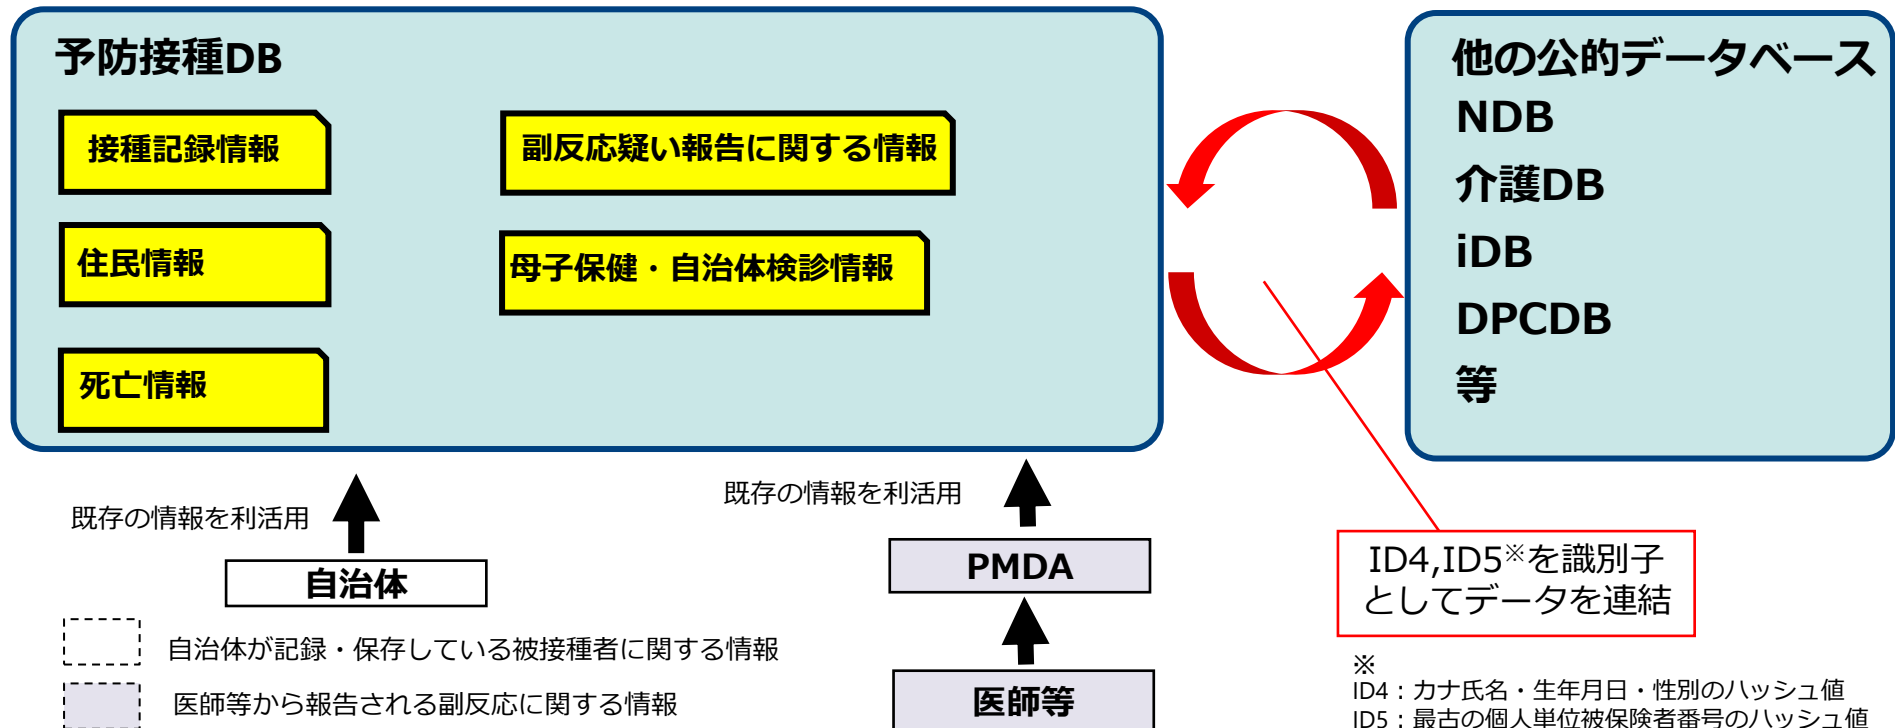 予防接種DB
接種記録情報
副反応疑い報告に関する情報
住民情報
母子保健・自治体検診情報
死亡情報
他の公的データベース
NDB
介護DB
iDB
DPCDB
等
既存の情報を利活用
既存の情報を利活用
自治体
PMDA
医師等
ID4,ID5※を識別子
としてデータを連結
自治体が記録・保存している被接種者に関する情報
医師等から報告される副反応に関する情報
※
ID4：カナ氏名・生年月日・性別のハッシュ値
ID5：最古の個人単位被保険者番号のハッシュ値